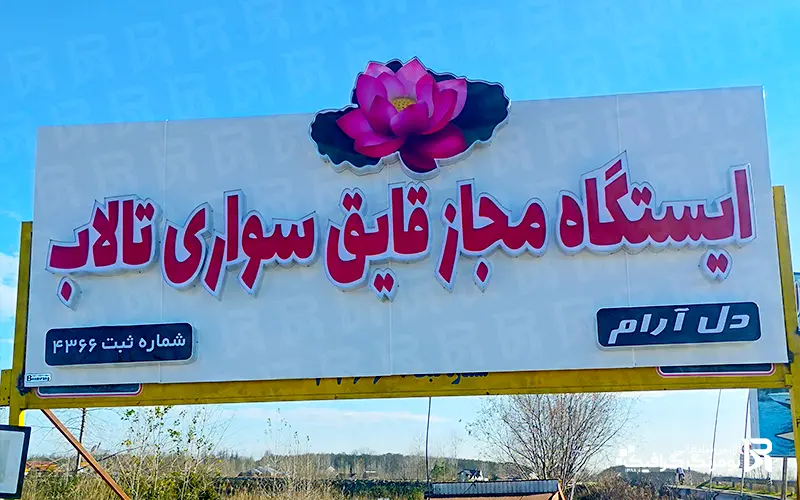 ایستگاه مجاز قایق سواری تالاب
دل آرام
شماره ثبت ۴۳۶۶